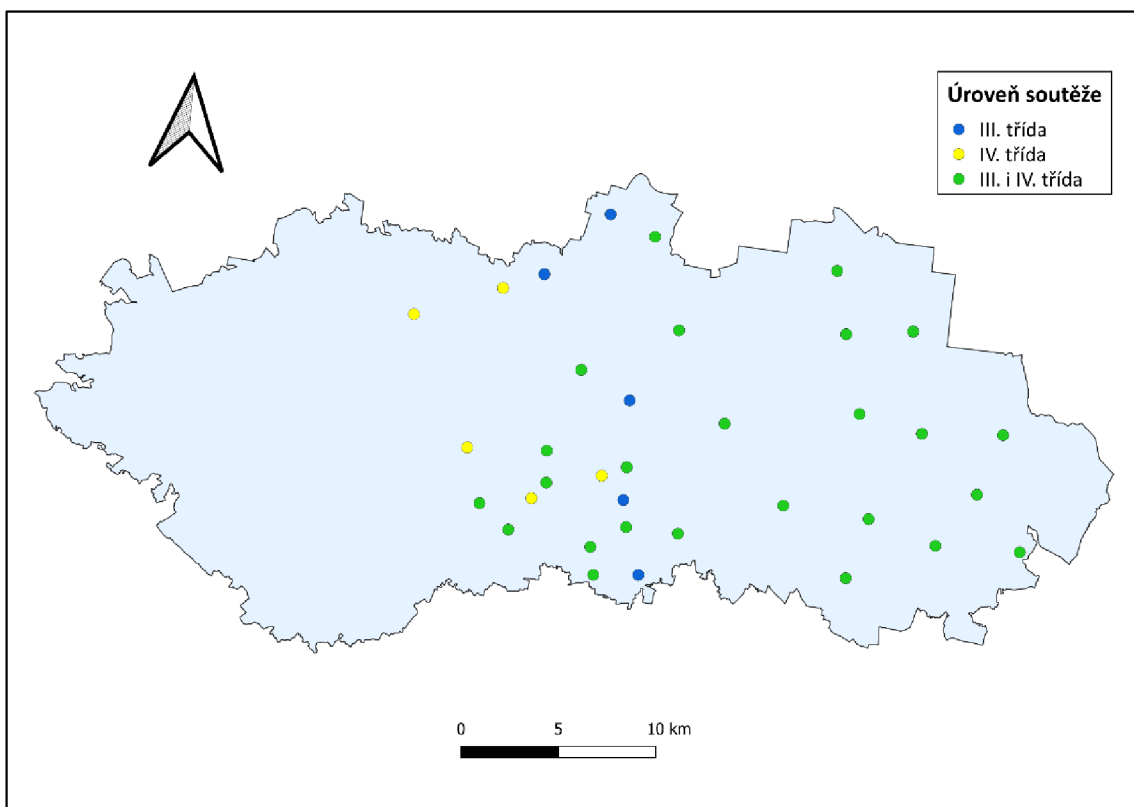 Úroveň soutěže
III. třída
IV. třída
III. i IV. třída
0 5 10 km